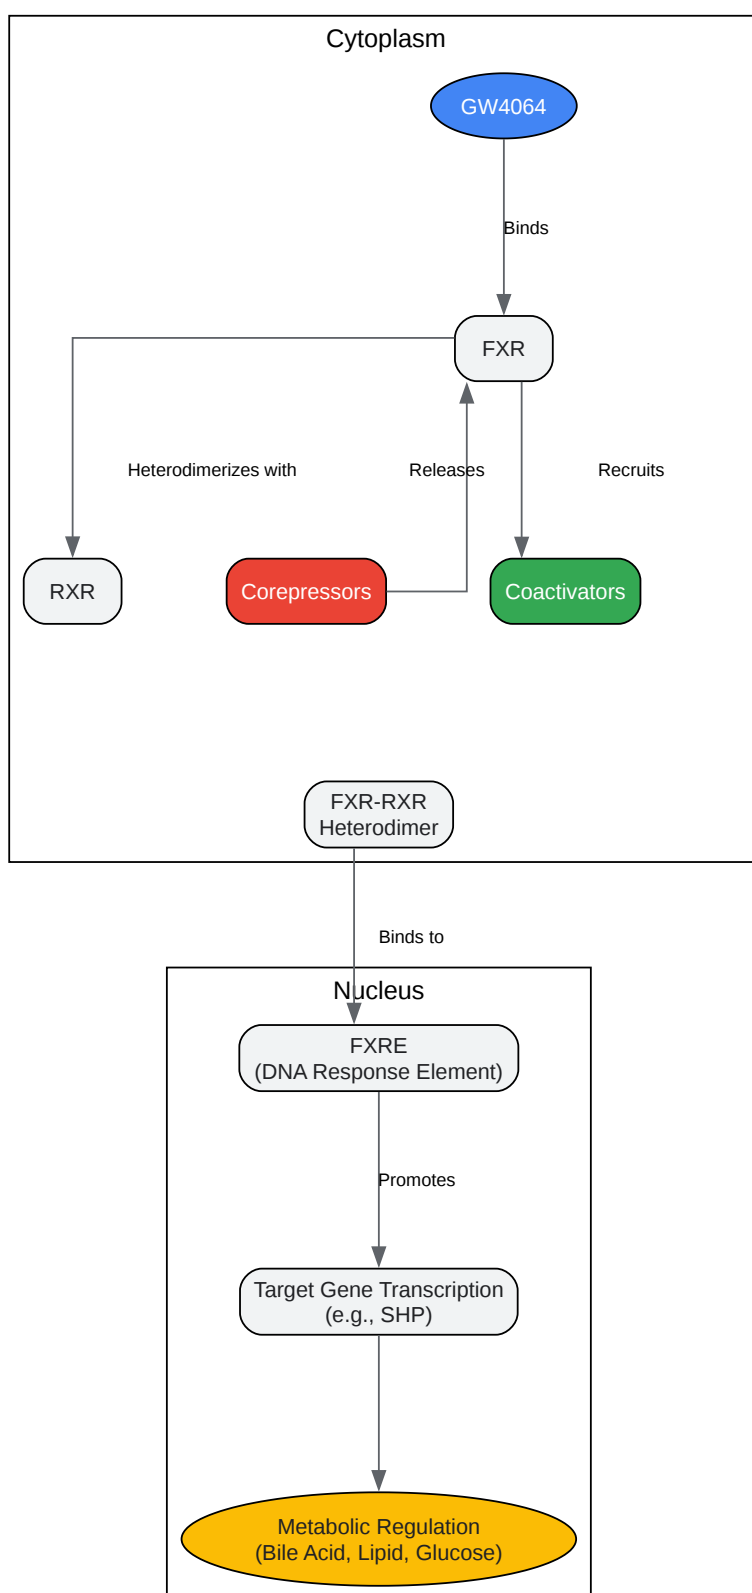 Cytoplasm
GW4064
Binds
FXR
Heterodimerizes with
Releases
Recruits
RXR
Corepressors
Coactivators
FXR-RXR
Heterodimer
Binds to
Nucleus
FXRE
(DNA Response Element)
Promotes
Target Gene Transcription
(e.g., SHP)
Metabolic Regulation
(Bile Acid, Lipid, Glucose)